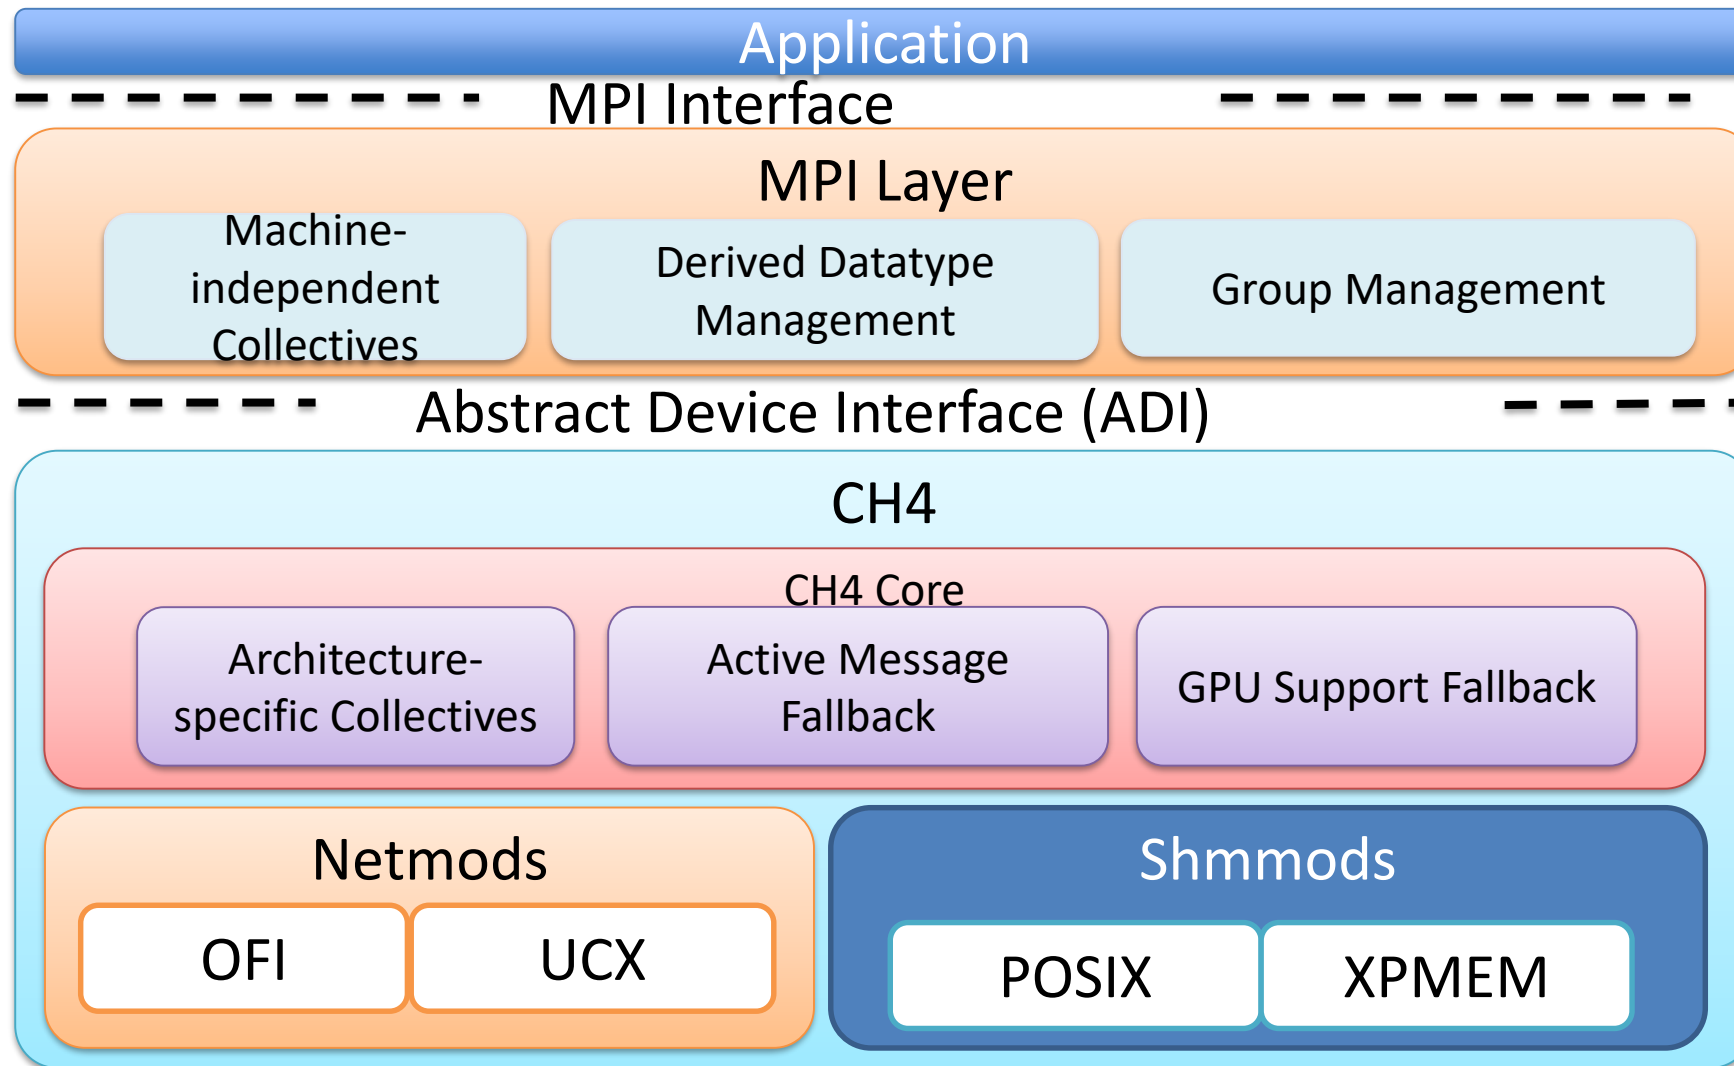 Application
MPI Interface
MPI Layer
Machine-
independent
Collectives
Derived Datatype
Management
Group Management
Abstract Device Interface (ADI)
CH4
CH4 Core
Architecture-
specific Collectives
Active Message
Fallback
GPU Support Fallback
Netmods
OFI
UCX
Shmmods
POSIX
XPMEM